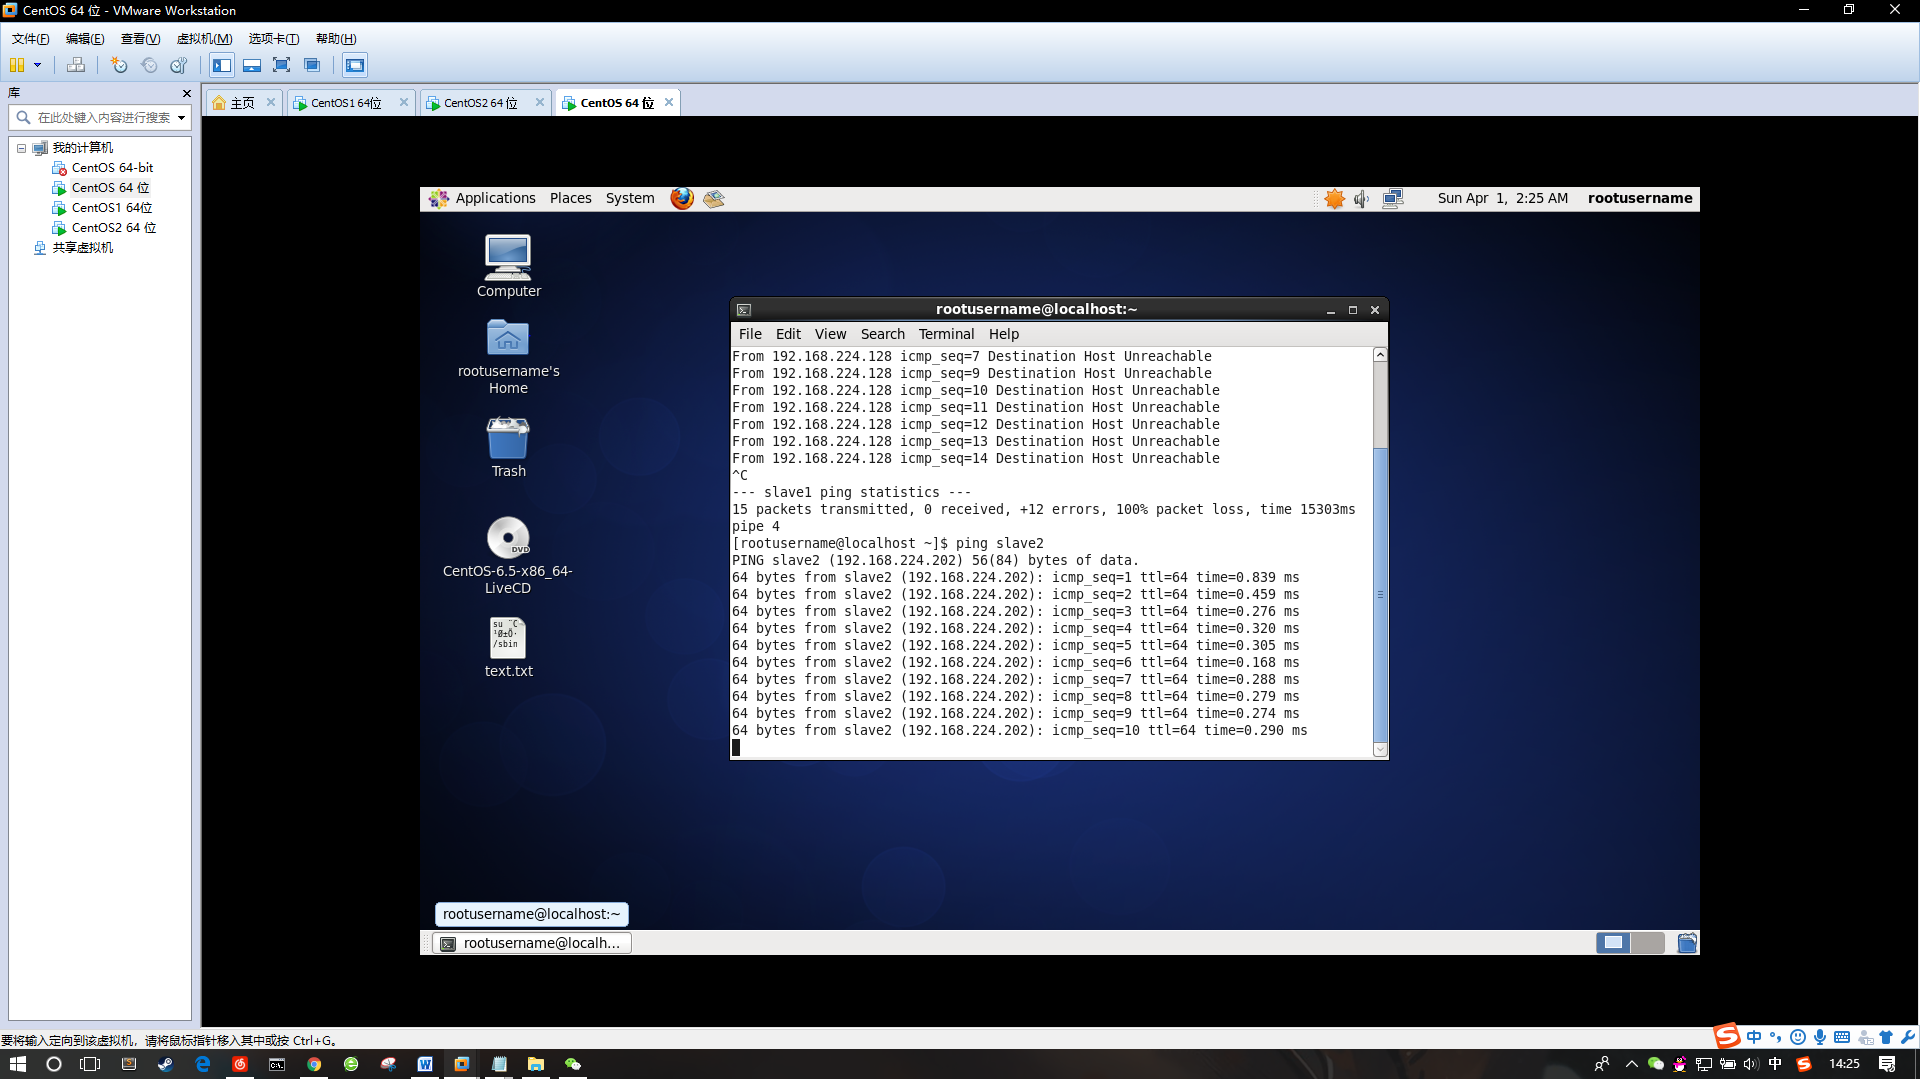 CentOS 64 位 - VMware Workstation
文件(F) 编辑(E) 查看(V) 虚拟机(M) 选项卡(T) 帮助(H)
库
在此处键入内容进行搜索
我的计算机
CentOS 64-bit
CentOS 64 位
CentOS1 64位
CentOS2 64 位
共享虚拟机
主页 CentOS1 64位 CentOS2 64 位 CentOS 64 位
Applications Places System Sun Apr 1, 2:25 AM rootusername
Computer
rootusername's
Home
Trash
DVD
CentOS-6.5-x86_64-
LiveCD
/sbin
text.txt
rootusername@localhost:~
File Edit View Search Terminal Help
From 192.168.224.128 icmp_seq=7 Destination Host Unreachable
From 192.168.224.128 icmp_seq=9 Destination Host Unreachable
From 192.168.224.128 icmp_seq=10 Destination Host Unreachable
From 192.168.224.128 icmp_seq=11 Destination Host Unreachable
From 192.168.224.128 icmp_seq=12 Destination Host Unreachable
From 192.168.224.128 icmp_seq=13 Destination Host Unreachable
From 192.168.224.128 icmp_seq=14 Destination Host Unreachable
^C
--- slave1 ping statistics ---
15 packets transmitted, 0 received, +12 errors, 100% packet loss, time 15303ms
pipe 4
[rootusername@localhost ~]$ ping slave2
PING slave2 (192.168.224.202) 56(84) bytes of data.
64 bytes from slave2 (192.168.224.202): icmp_seq=1 ttl=64 time=0.839 ms
64 bytes from slave2 (192.168.224.202): icmp_seq=2 ttl=64 time=0.459 ms
64 bytes from slave2 (192.168.224.202): icmp_seq=3 ttl=64 time=0.276 ms
64 bytes from slave2 (192.168.224.202): icmp_seq=4 ttl=64 time=0.320 ms
64 bytes from slave2 (192.168.224.202): icmp_seq=5 ttl=64 time=0.305 ms
64 bytes from slave2 (192.168.224.202): icmp_seq=6 ttl=64 time=0.168 ms
64 bytes from slave2 (192.168.224.202): icmp_seq=7 ttl=64 time=0.288 ms
64 bytes from slave2 (192.168.224.202): icmp_seq=8 ttl=64 time=0.279 ms
64 bytes from slave2 (192.168.224.202): icmp_seq=9 ttl=64 time=0.274 ms
64 bytes from slave2 (192.168.224.202): icmp_seq=10 ttl=64 time=0.290 ms
rootusername@localhost:~
rootusername@localh...
要将输入定向到该虚拟机，请将鼠标指针移入其中或按 Ctrl+G。
中
中 14:25